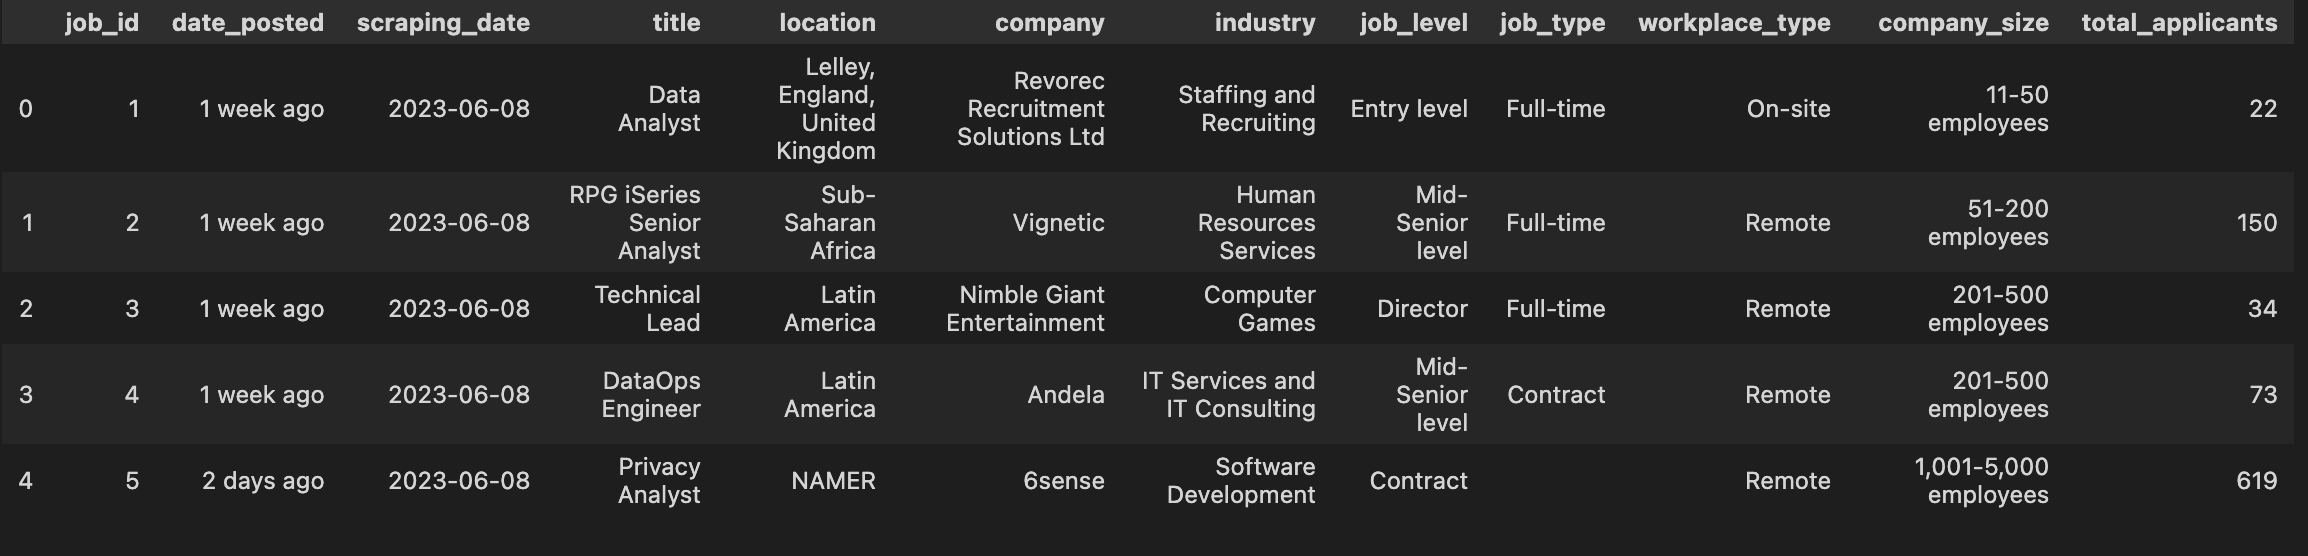 job_id date_posted scraping_date title location company industry job_level job_type workplace_type company_size total_applicants
0 1 1 week ago 2023-06-08 Data Analyst Lelley, England, United Kingdom Revorec Recruitment Solutions Ltd Staffing and Recruiting Entry level Full-time On-site 11-50 employees 22
1 2 1 week ago 2023-06-08 RPG iSeries Senior Analyst Sub-Saharan Africa Vignetic Human Resources Services Mid-Senior level Full-time Remote 51-200 employees 150
2 3 1 week ago 2023-06-08 Technical Lead Latin America Nimble Giant Entertainment Computer Games Director Full-time Remote 201-500 employees 34
3 4 1 week ago 2023-06-08 DataOps Engineer Latin America Andela IT Services and IT Consulting Mid-Senior level Contract Remote 201-500 employees 73
4 5 2 days ago 2023-06-08 Privacy Analyst NAMER 6sense Software Development Contract Remote 1,001-5,000 employees 619